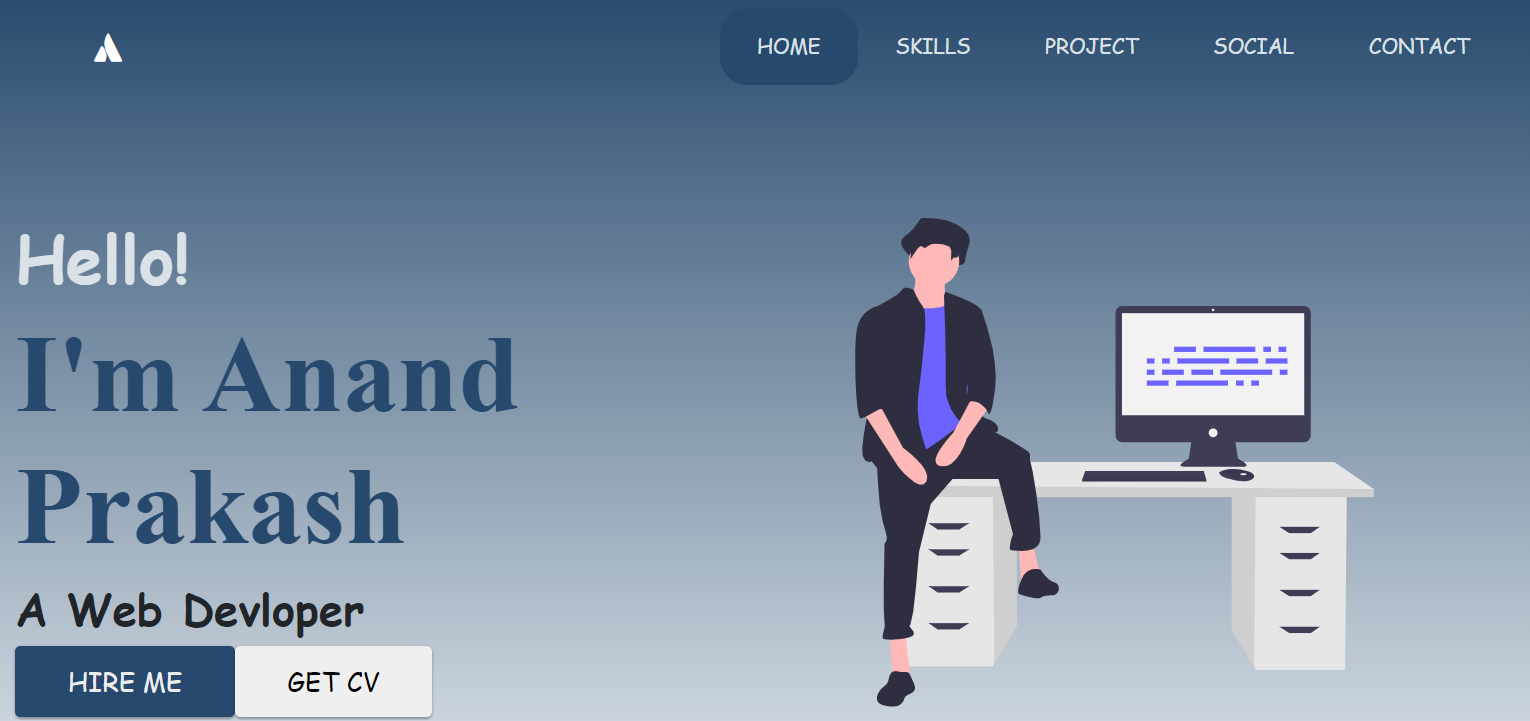 HOME SKILLS PROJECT SOCIAL CONTACT
Hello!
I'm Anand
Prakash
A Web Devloper
HIRE ME GET CV